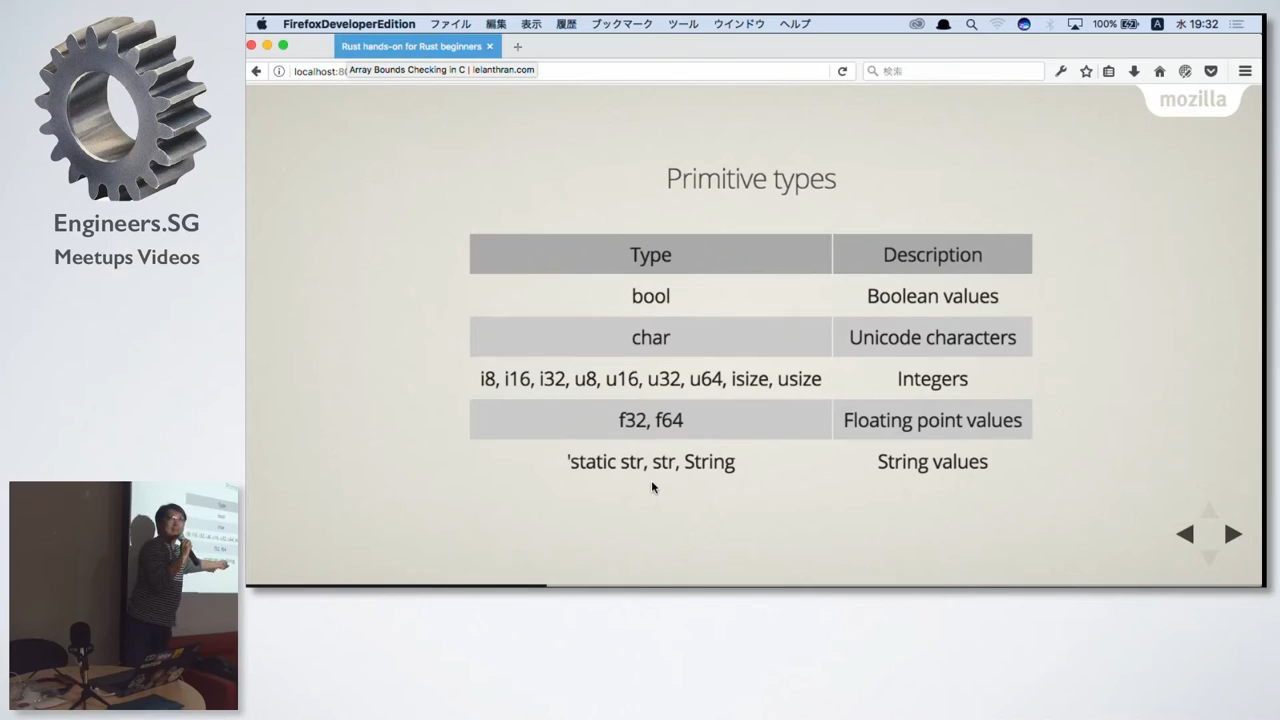 Engineers.SG
Meetups Videos
FirefoxDeveloperEdition ファイル 編集 表示 履歴 ブックマーク ツール ウインドウ ヘルプ
100% A 水 19:32
Rust hands-on for Rust beginners × +
localhost:8
Array Bounds Checking in C | lelanthran.com
検索
mozilla
Primitive types
Type Description
bool Boolean values
char Unicode characters
i8, i16, i32, u8, u16, u32, u64, isize, usize Integers
f32, f64 Floating point values
'static str, str, String String values